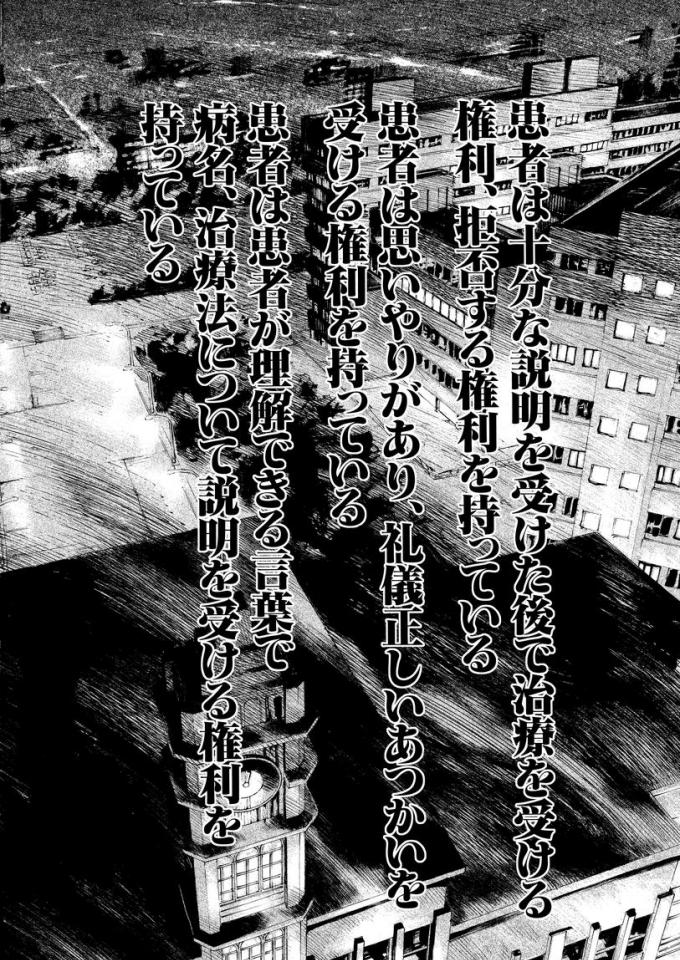 患者は十分な説明を受けた後で治療を受ける
権利、拒否する権利を持っている
患者は思いやりがあり、礼儀正しいあつかいを
受ける権利を持っている
患者は患者が理解できる言葉で
病名、治療法について説明を受ける権利を
持っている